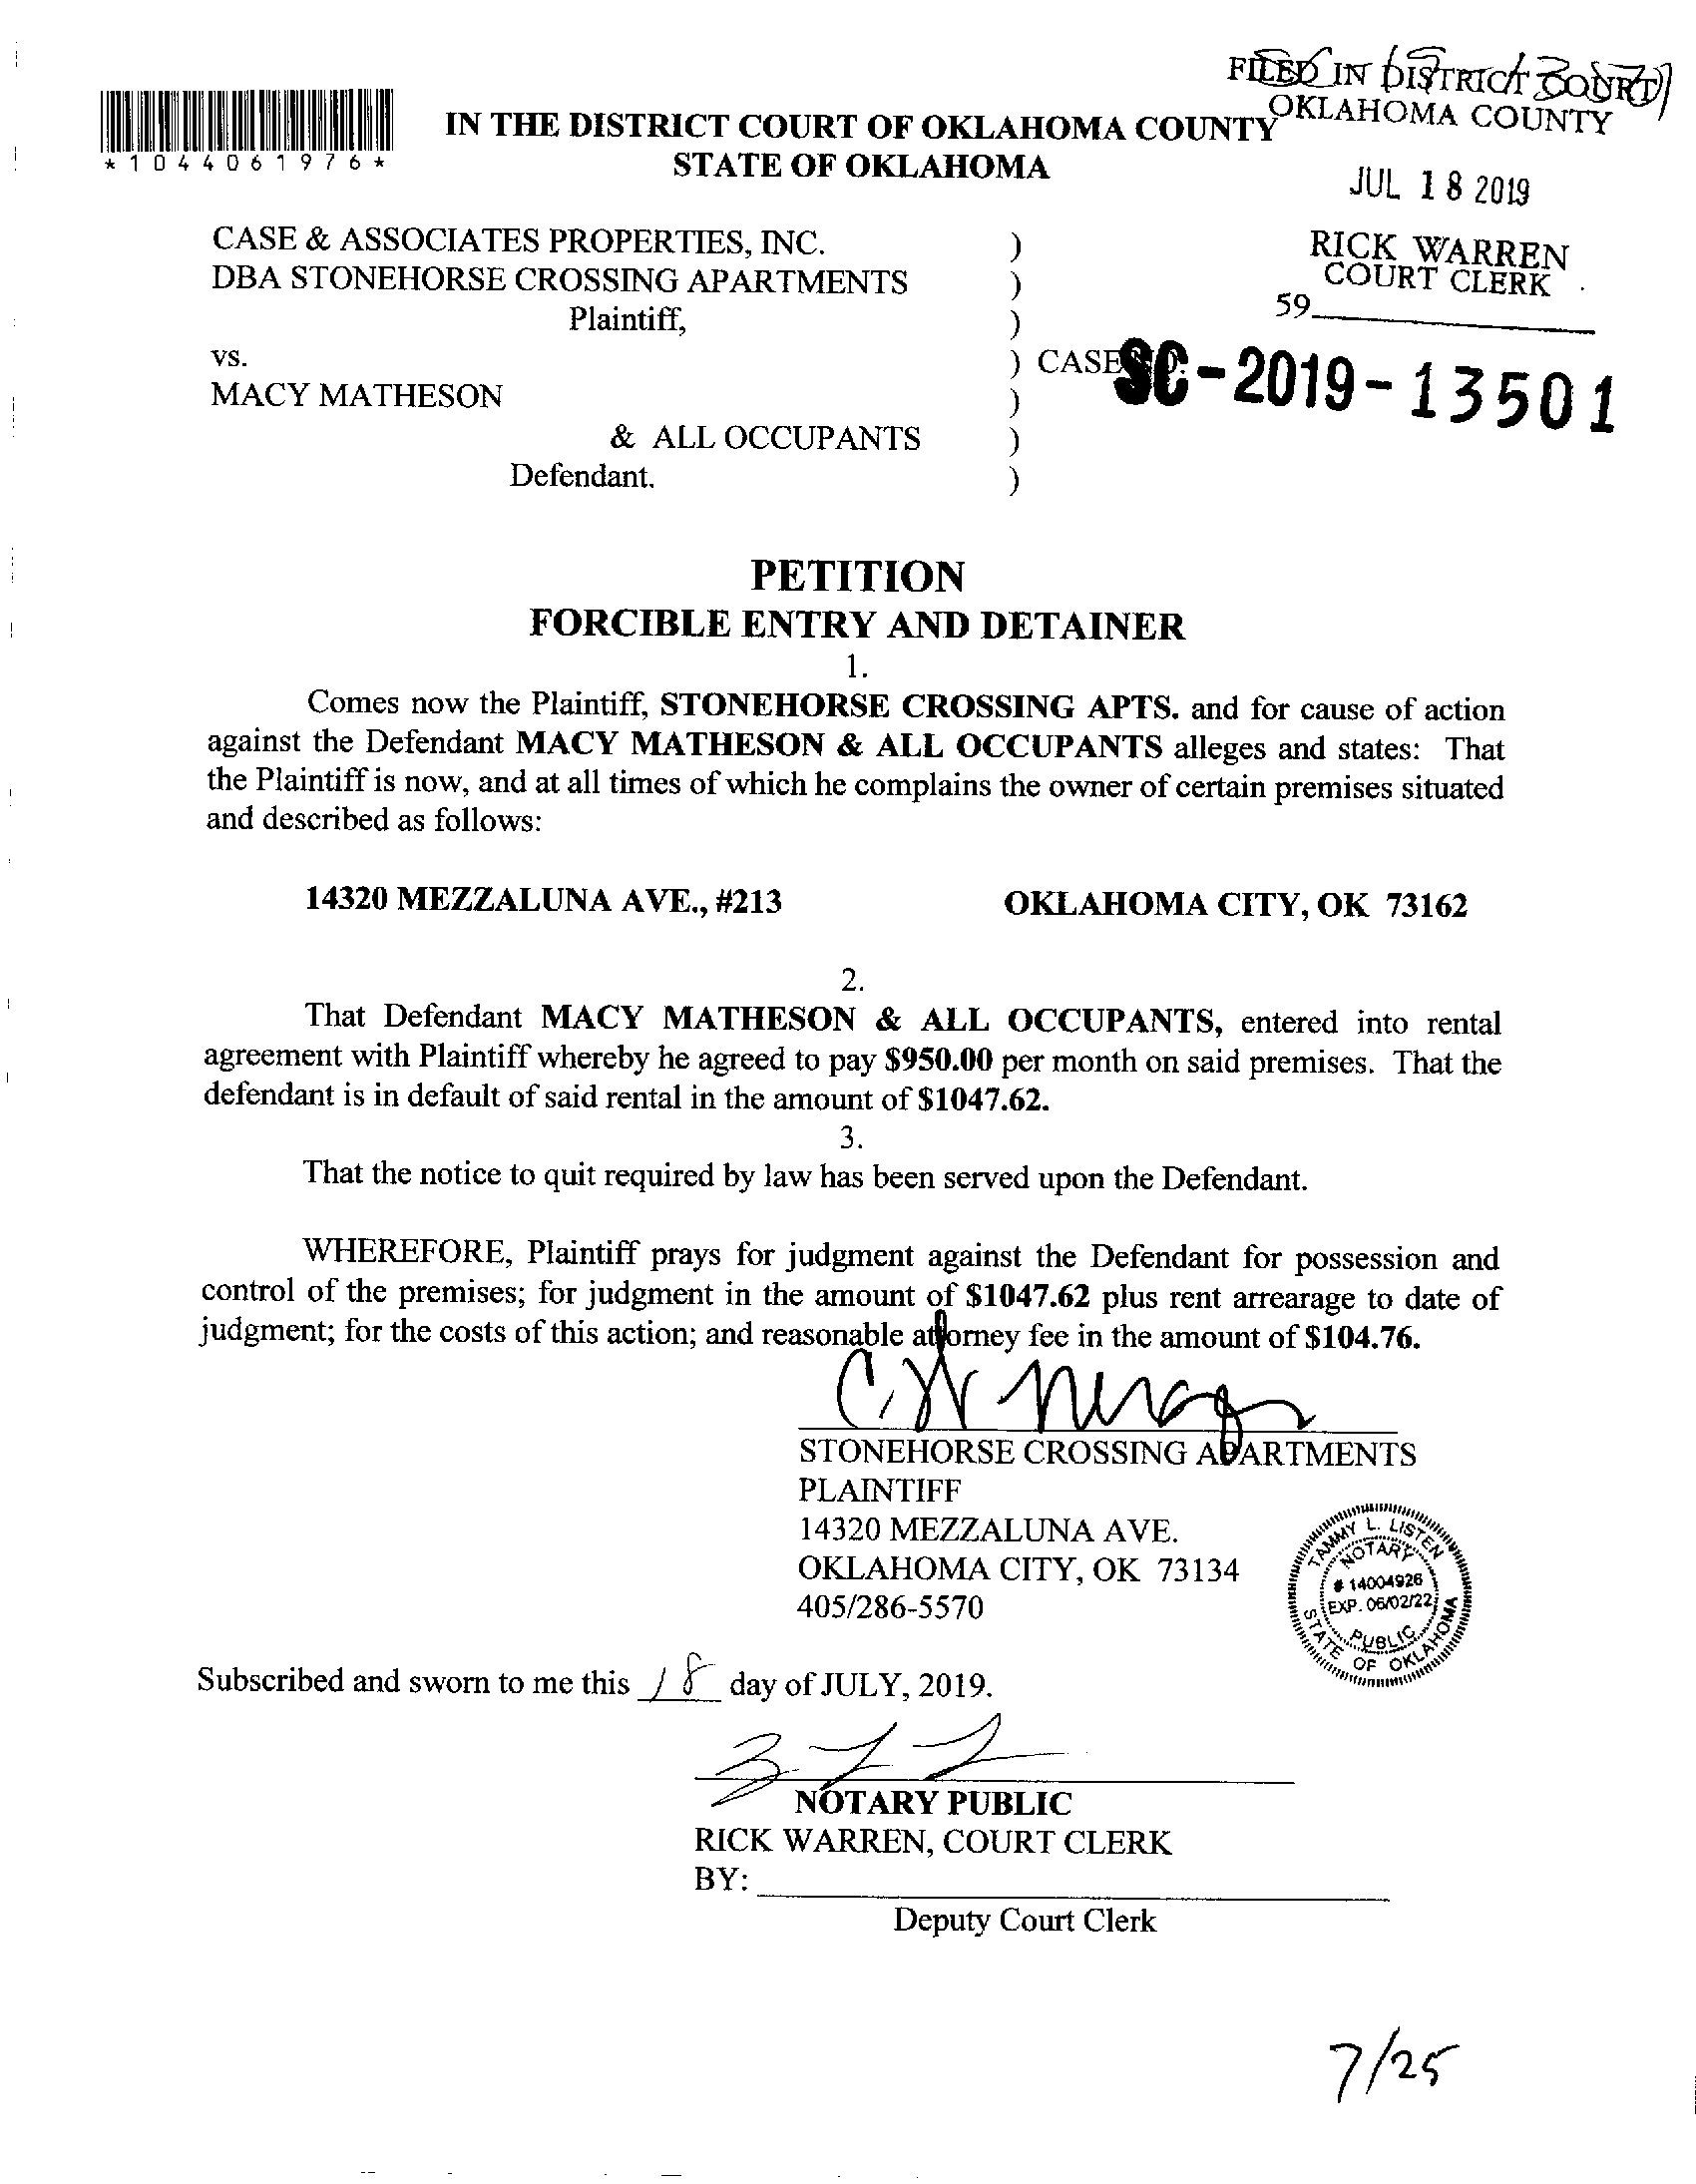 FILED IN DISTRICT COURT
OKLAHOMA COUNTY
*1044061976*
IN THE DISTRICT COURT OF OKLAHOMA COUNTY
STATE OF OKLAHOMA
JUL 18 2019
RICK WARREN
COURT CLERK
59
CASE & ASSOCIATES PROPERTIES, INC. )
DBA STONEHORSE CROSSING APARTMENTS )
Plaintiff, )
vs. ) CASE NO. SC-2019-13501
MACY MATHESON )
& ALL OCCUPANTS )
Defendant. )
PETITION
FORCIBLE ENTRY AND DETAINER
1.
Comes now the Plaintiff, STONEHORSE CROSSING APTS. and for cause of action
against the Defendant MACY MATHESON & ALL OCCUPANTS alleges and states: That
the Plaintiff is now, and at all times of which he complains the owner of certain premises situated
and described as follows:
14320 MEZZALUNA AVE., #213 OKLAHOMA CITY, OK 73162
2.
That Defendant MACY MATHESON & ALL OCCUPANTS, entered into rental
agreement with Plaintiff whereby he agreed to pay $950.00 per month on said premises. That the
defendant is in default of said rental in the amount of $1047.62.
3.
That the notice to quit required by law has been served upon the Defendant.
WHEREFORE, Plaintiff prays for judgment against the Defendant for possession and
control of the premises; for judgment in the amount of $1047.62 plus rent arrearage to date of
judgment; for the costs of this action; and reasonable attorney fee in the amount of $104.76.
STONEHORSE CROSSING APARTMENTS
PLAINTIFF
14320 MEZZALUNA AVE.
OKLAHOMA CITY, OK 73134
405/286-5570
TAMMY L. LISTEN
NOTARY
# 14004926
EXP. 06/02/22
PUBLIC
STATE OF OKLAHOMA
Subscribed and sworn to me this 18 day of JULY, 2019.
NOTARY PUBLIC
RICK WARREN, COURT CLERK
BY:
Deputy Court Clerk
7/25